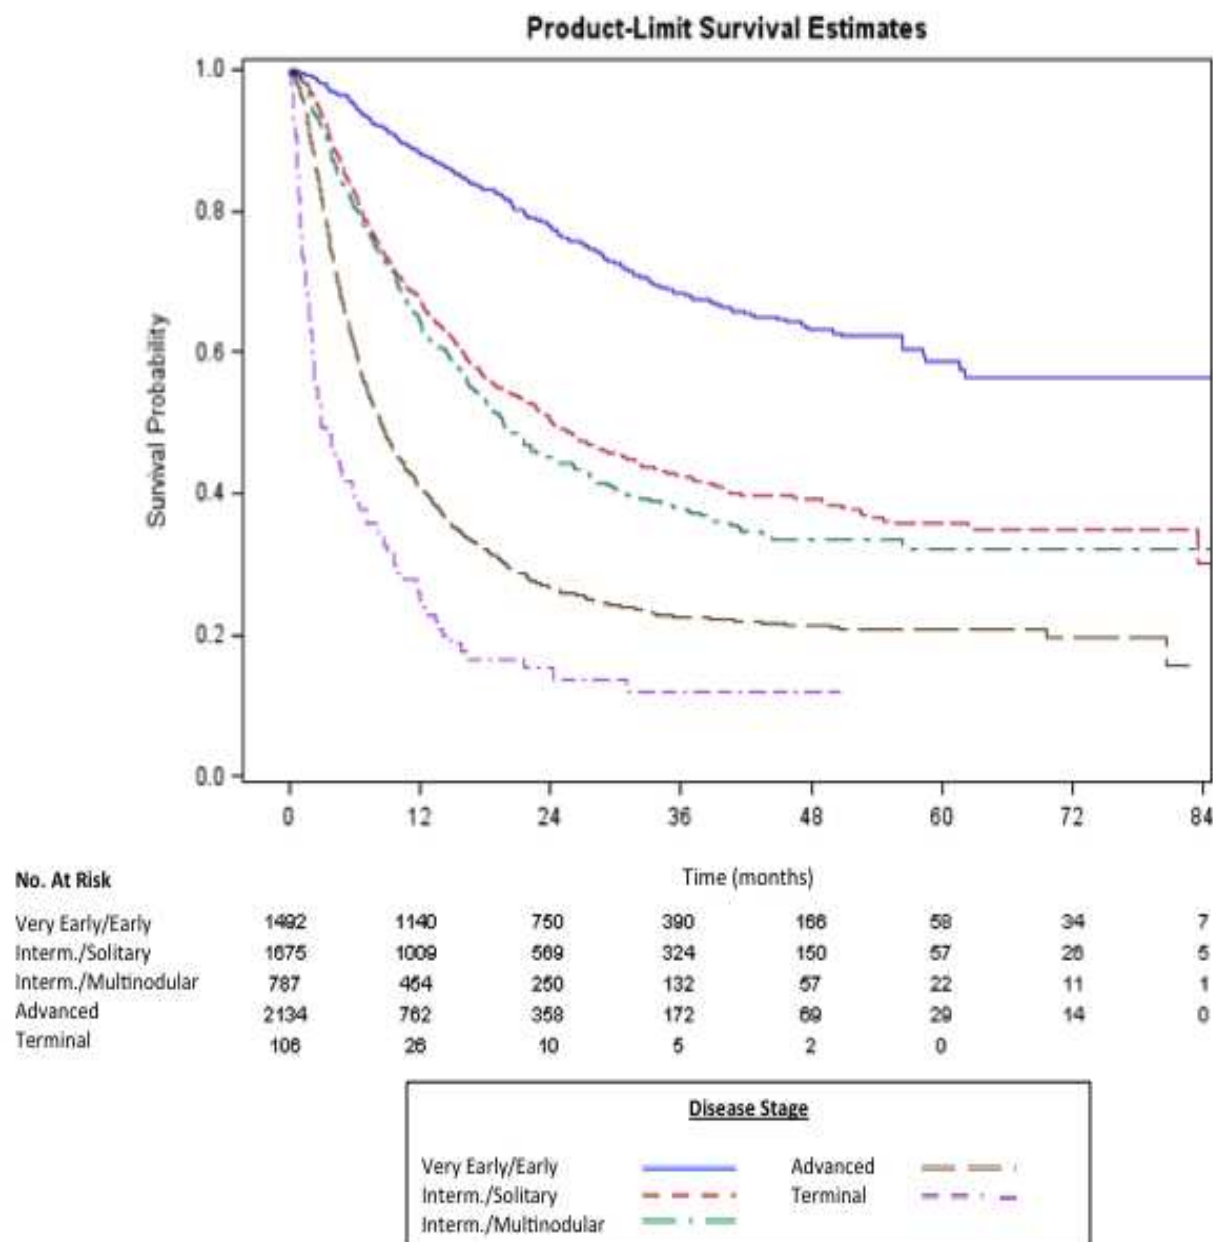 Product-Limit Survival Estimates
1.0
0.8
0.6
0.4
0.2
0.0
Survival Probability
0 12 24 36 48 60 72 84
No. At Risk Time (months)
Very Early/Early 1492 1140 750 390 166 58 34 7
Interm./Solitary 1675 1009 569 324 150 57 26 5
Interm./Multinodular 787 454 250 132 57 22 11 1
Advanced 2134 762 358 172 69 29 14 0
Terminal 106 26 10 5 2 0
Disease Stage
Very Early/Early Advanced
Interm./Solitary Terminal
Interm./Multinodular